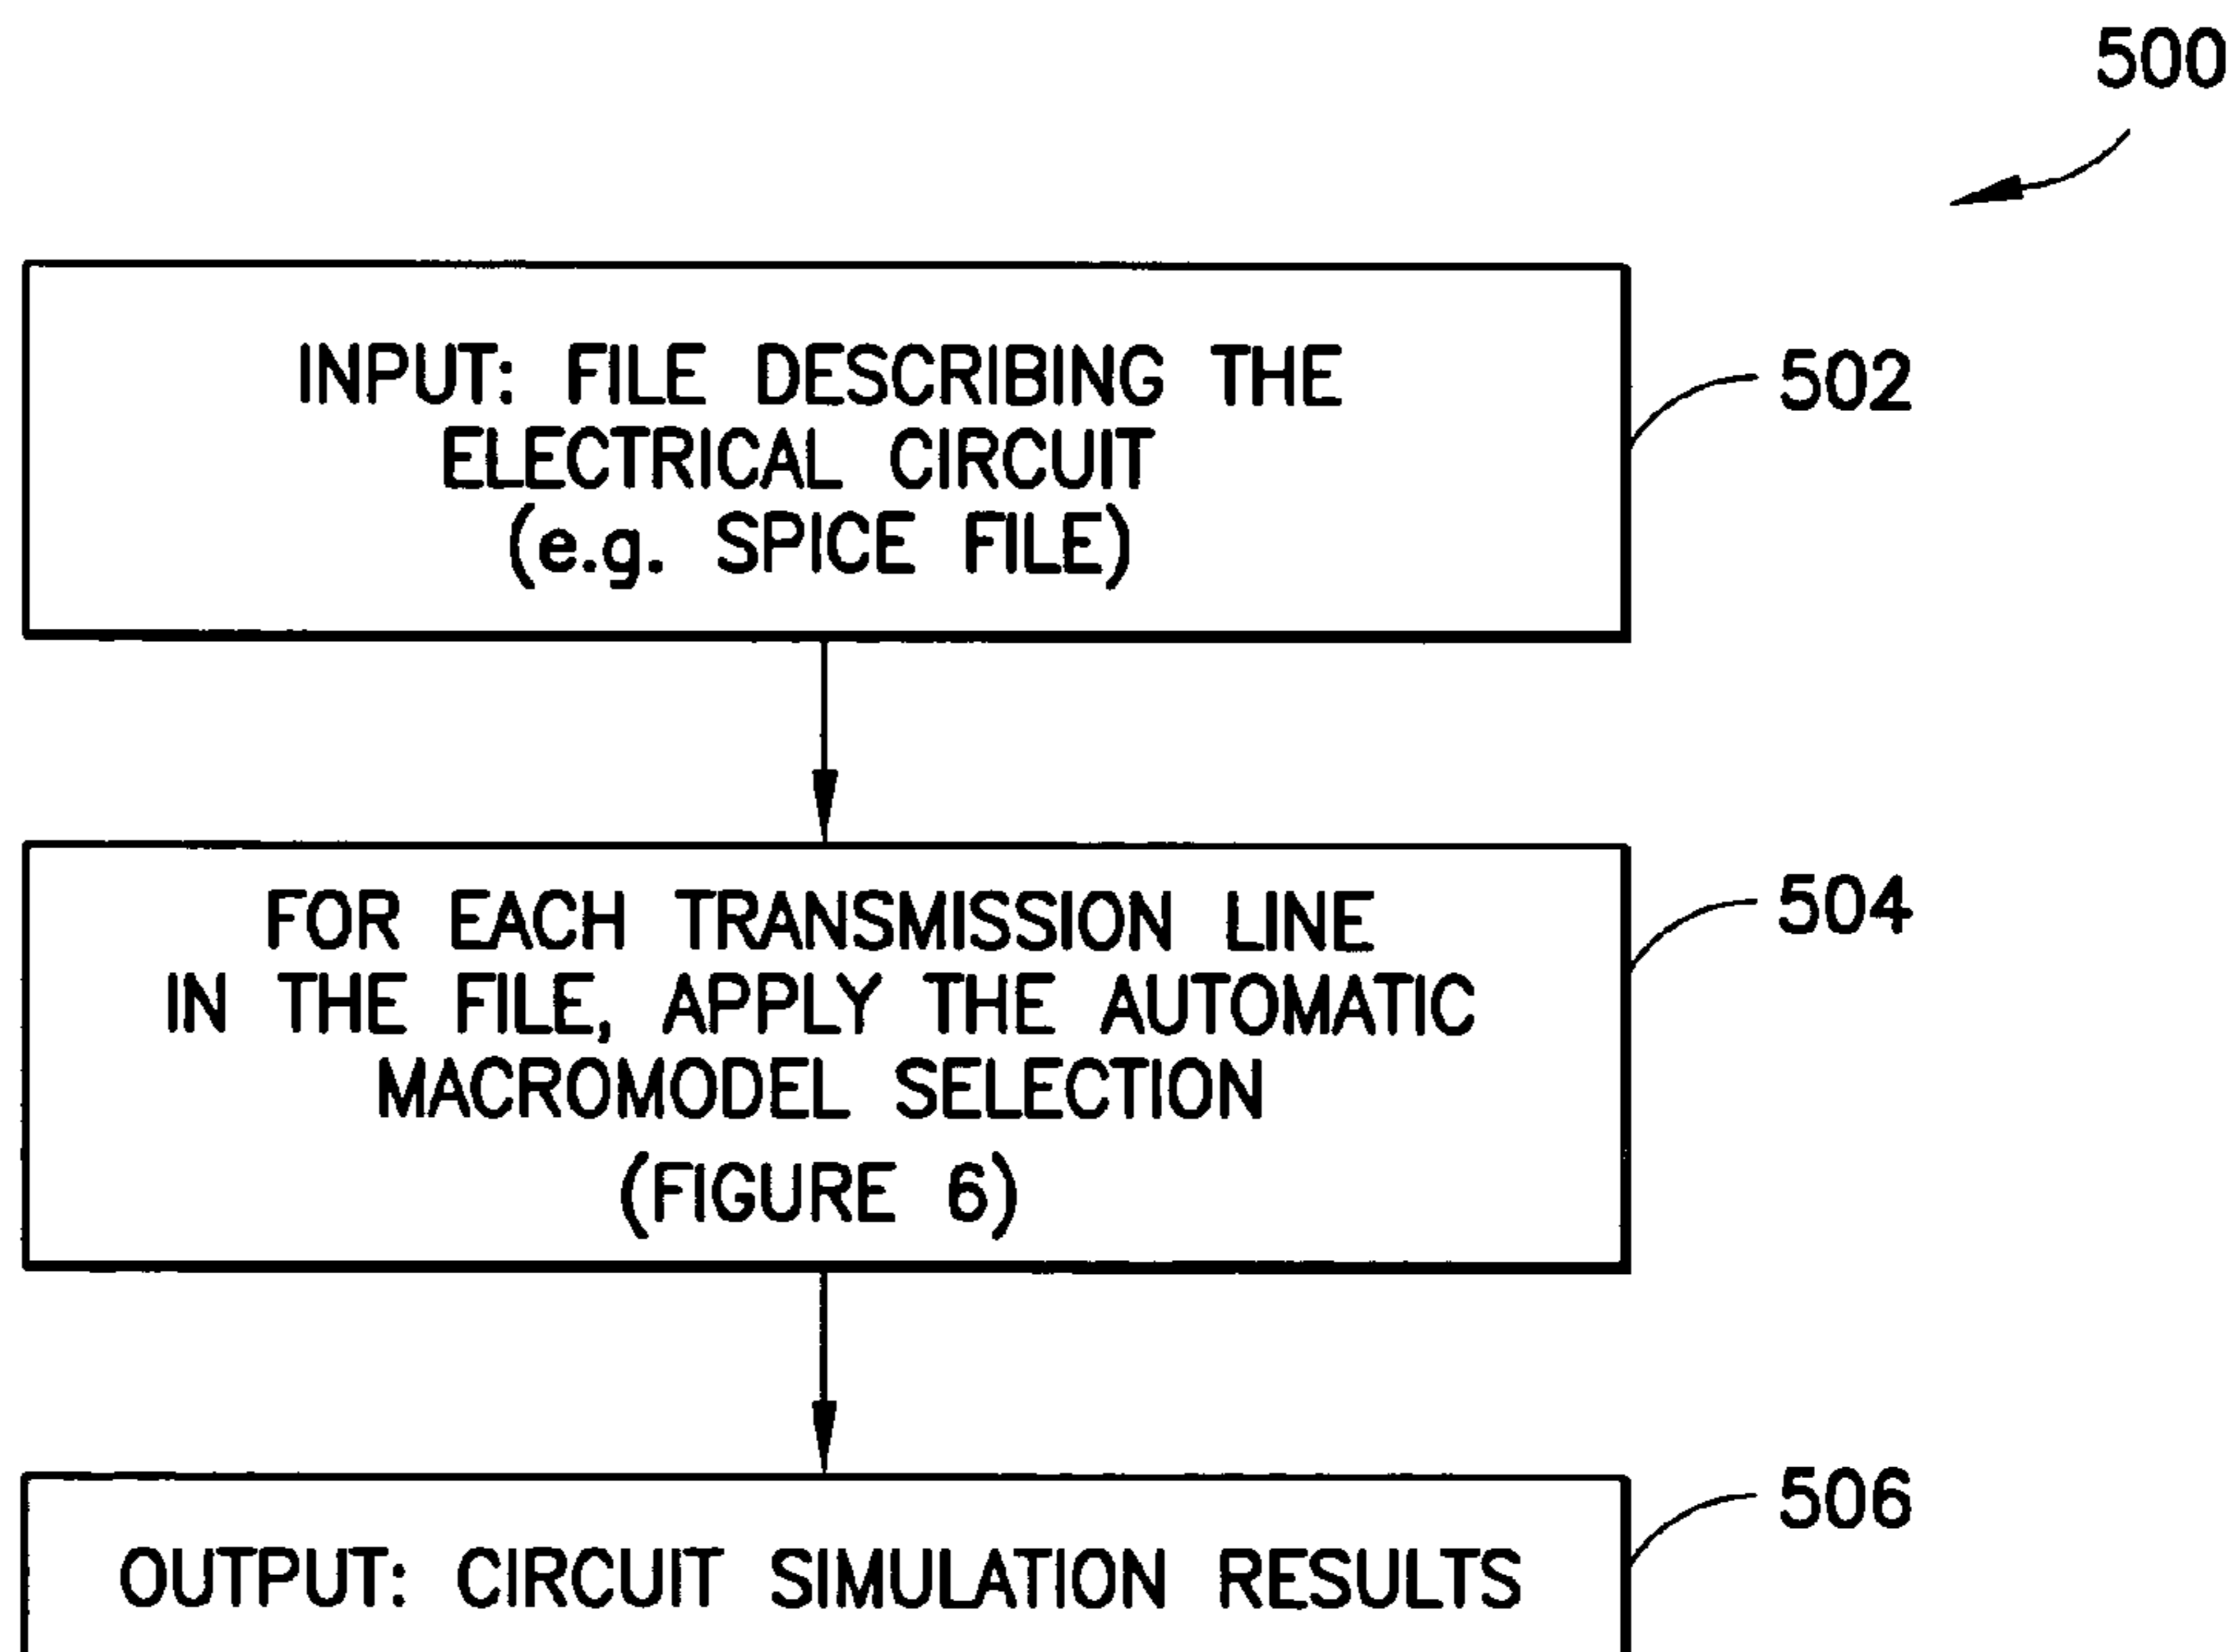 500
INPUT: FILE DESCRIBING THE
ELECTRICAL CIRCUIT
(e.g. SPICE FILE)
502
FOR EACH TRANSMISSION LINE
IN THE FILE, APPLY THE AUTOMATIC
MACROMODEL SELECTION
(FIGURE 6)
504
OUTPUT: CIRCUIT SIMULATION RESULTS
506